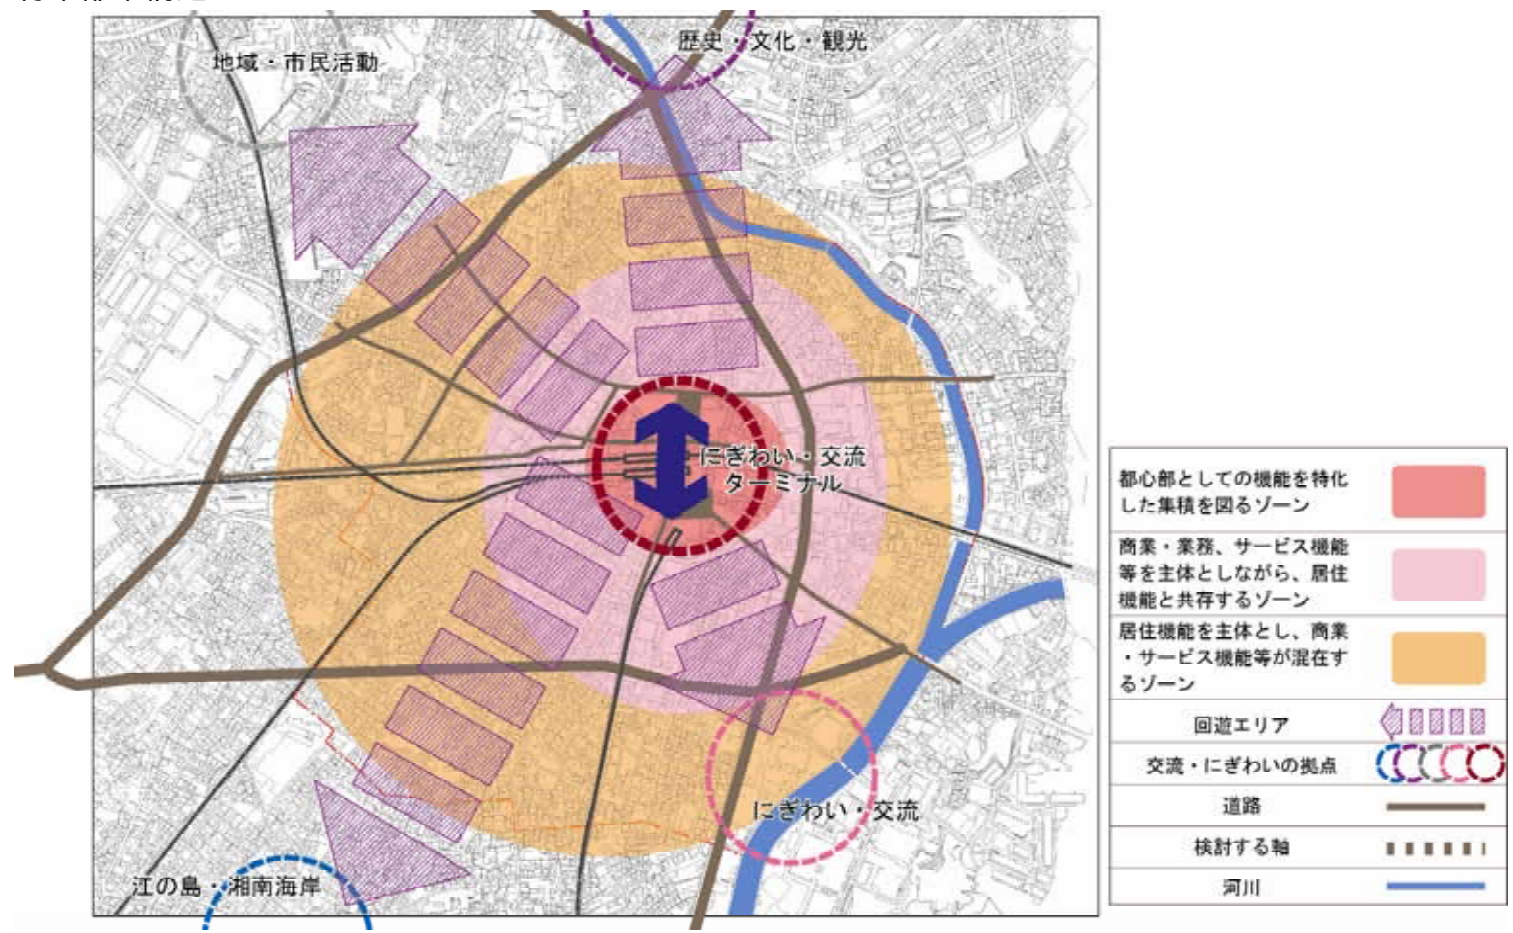 地域・市民活動
歴史・文化・観光
にぎわい・交流
ターミナル
にぎわい・交流
江の島・湘南海岸
都心部としての機能を特化
した集積を図るゾーン
商業・業務、サービス機能
等を主体としながら、居住
機能と共存するゾーン
居住機能を主体とし、商業
・サービス機能等が混在す
るゾーン
回遊エリア
交流・にぎわいの拠点
道路
検討する軸
河川